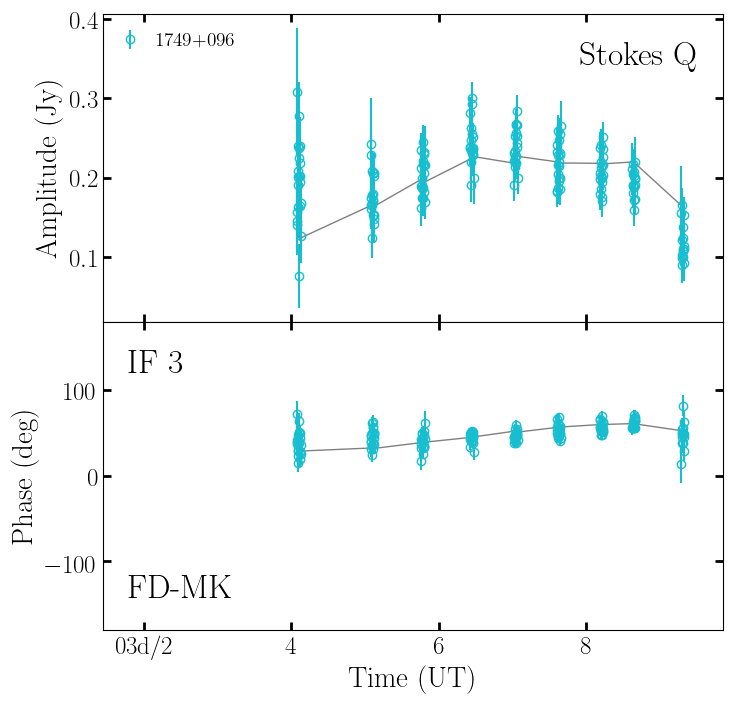 0.4
0.3
0.2
0.1
Amplitude (Jy)
1749+096
Stokes Q
IF 3
100
0
−100
Phase (deg)
FD-MK
03d/2 4 6 8
Time (UT)